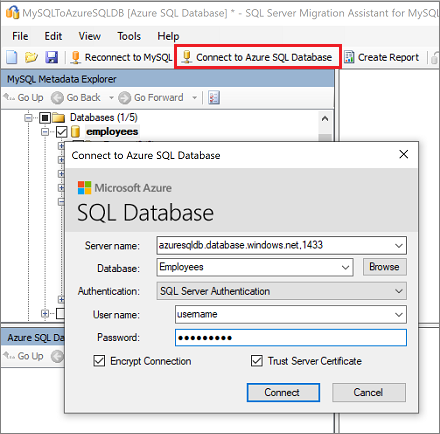 MySQLToAzureSQLDB [Azure SQL Database] * - SQL Server Migration Assistant for MySQL
File Edit View Tools Help
Reconnect to MySQL Connect to Azure SQL Database Create Report
MySQL Metadata Explorer
Go Up Go Back Go Forward
Databases (1/5)
employees
Connect to Azure SQL Database
Microsoft Azure
SQL Database
Server name: azuresqldb.database.windows.net,1433
Database: Employees Browse
Authentication: SQL Server Authentication
User name: username
Password: ●●●●●●●●●
Encrypt Connection Trust Server Certificate
Connect Cancel
Azure SQL Da
Go Up